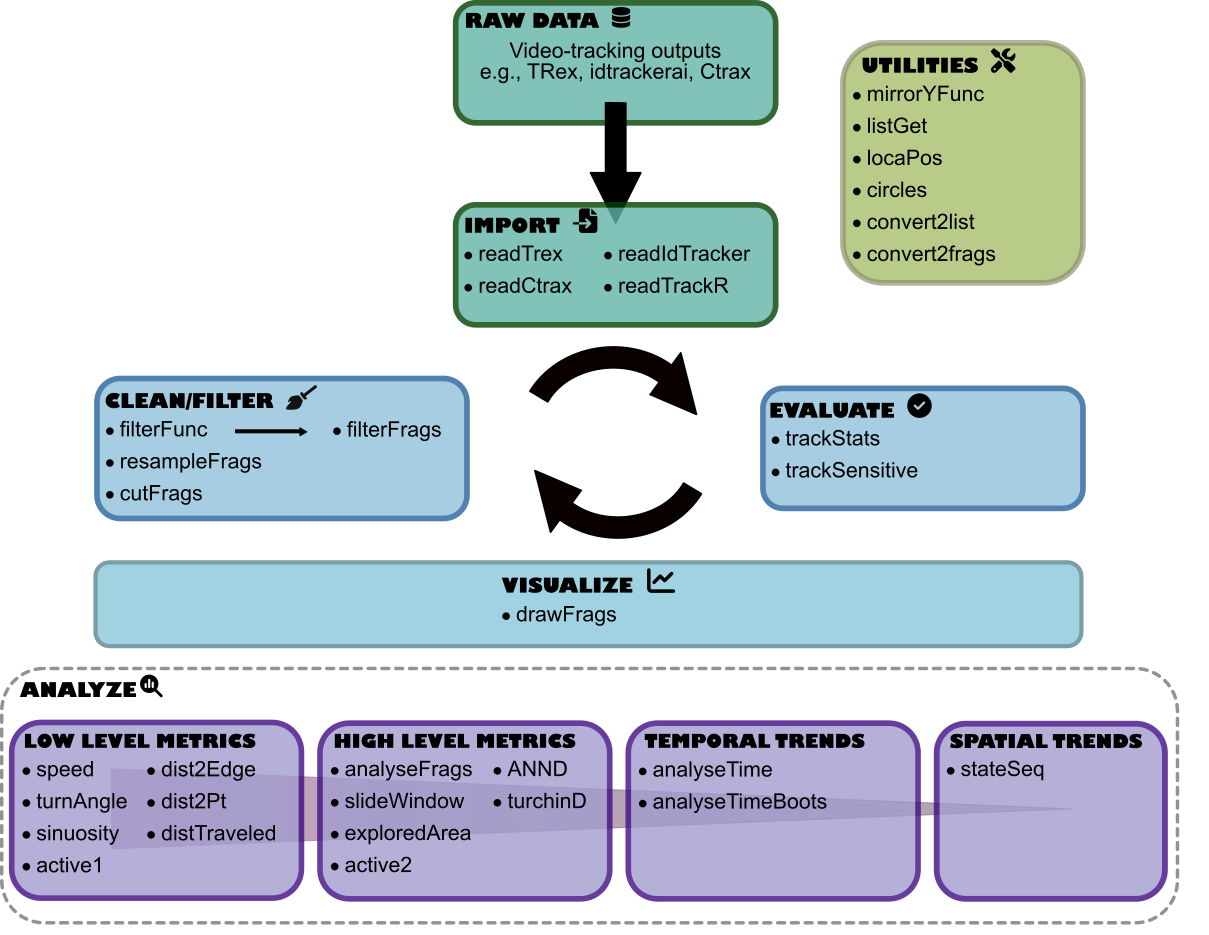 RAW DATA
Video-tracking outputs
e.g., TRex, idtrackerai, Ctrax
UTILITIES
• mirrorYFunc
• listGet
• locaPos
• circles
• convert2list
• convert2frags
IMPORT
• readTrex • readIdTracker
• readCtrax • readTrackR
CLEAN/FILTER
• filterFunc • filterFrags
• resampleFrags
• cutFrags
EVALUATE
• trackStats
• trackSensitive
VISUALIZE
• drawFrags
ANALYZE
LOW LEVEL METRICS
• speed • dist2Edge
• turnAngle • dist2Pt
• sinuosity • distTraveled
• active1
HIGH LEVEL METRICS
• analyseFrags • ANND
• slideWindow • turchinD
• exploredArea
• active2
TEMPORAL TRENDS
• analyseTime
• analyseTimeBoots
SPATIAL TRENDS
• stateSeq